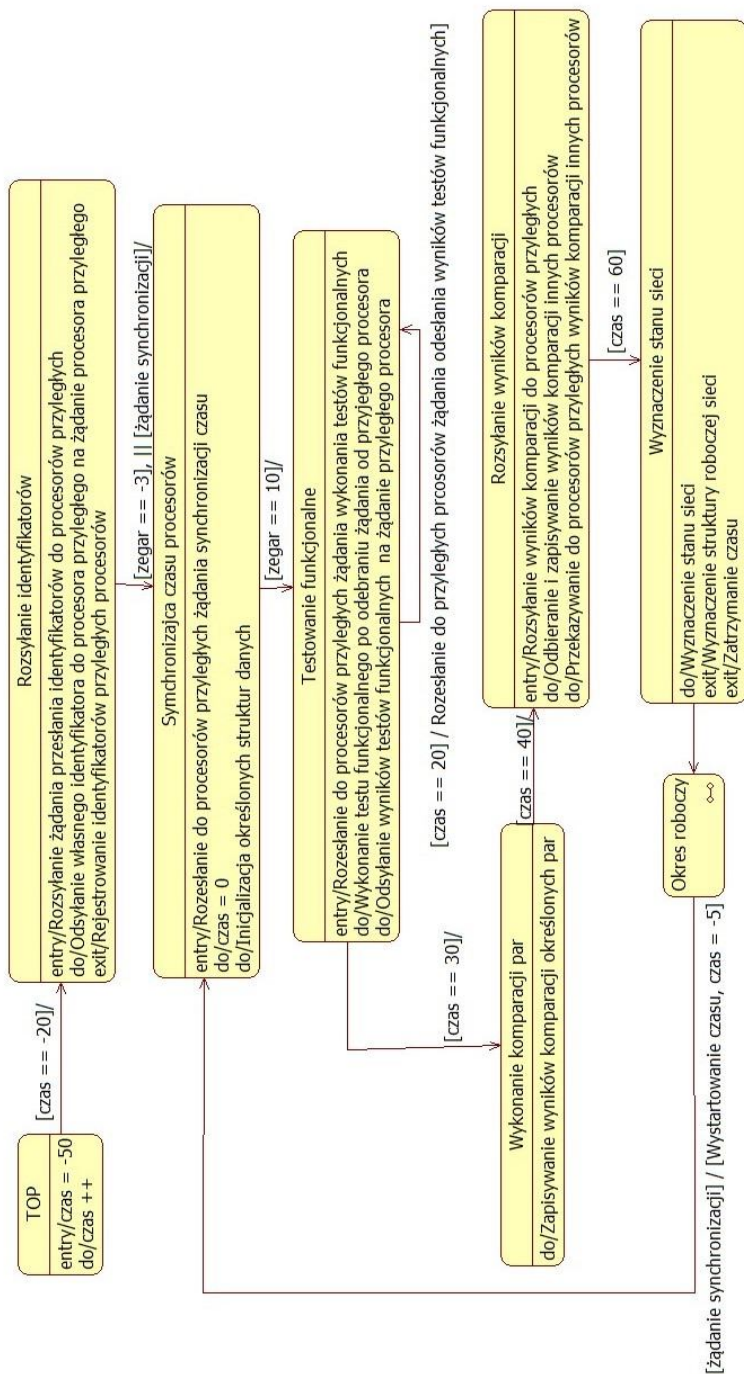 TOP
entry/czas = -50
do/czas ++
[czas == -20]/
Rozsyłanie identyfikatorów
entry/Rozsyłanie żądania przesłania identyfikatorów do procesorów przyległych
do/Odsyłanie własnego identyfikatora do procesora przyległego na żądanie procesora przyległego
exit/Rejestrowanie identyfikatorów przyległych procesorów
[zegar == -3], || [żądanie synchronizacji]/
Symchronizajca czasu procesorów
entry/Rozesłanie do procesorów przyległych żądania synchronizacji czasu
do/czas = 0
do/Inicjalizacja określonych struktur danych
[zegar == 10]/
Testowanie funkcjonalne
entry/Rozesłanie do procesorów przyległych żądania wykonania testów funkcjonalnych
do/Wykonanie testu funkcjonalnego po odebraniu żądania od przyjegłego procesora
do/Odsyłanie wyników testów funkcjonalnych na żądanie przyległego procesora
[czas == 20] / Rozesłanie do przyległych prcosorów żądania odesłania wyników testów funkcjonalnych]
[czas == 30]/
Wykonanie komparacji par
do/Zapisywanie wyników komparacji określonych par
[czas == 40]/
Rozsyłanie wyników komparacji
entry/Rozsyłanie wyników komparacji do procesorów przyległych
do/Odbieranie i zapisywanie wyników komparacji innych procesorów
do/Przekazywanie do procesorów przyległych wyników komparacji innych procesorów
[czas == 60]
Wyznaczenie stanu sieci
do/Wyznaczenie stanu sieci
exit/Wyznaczenie struktury roboczej sieci
exit/Zatrzymanie czasu
Okres roboczy
[żądanie synchronizacji] / [Wystartowanie czasu, czas = -5]